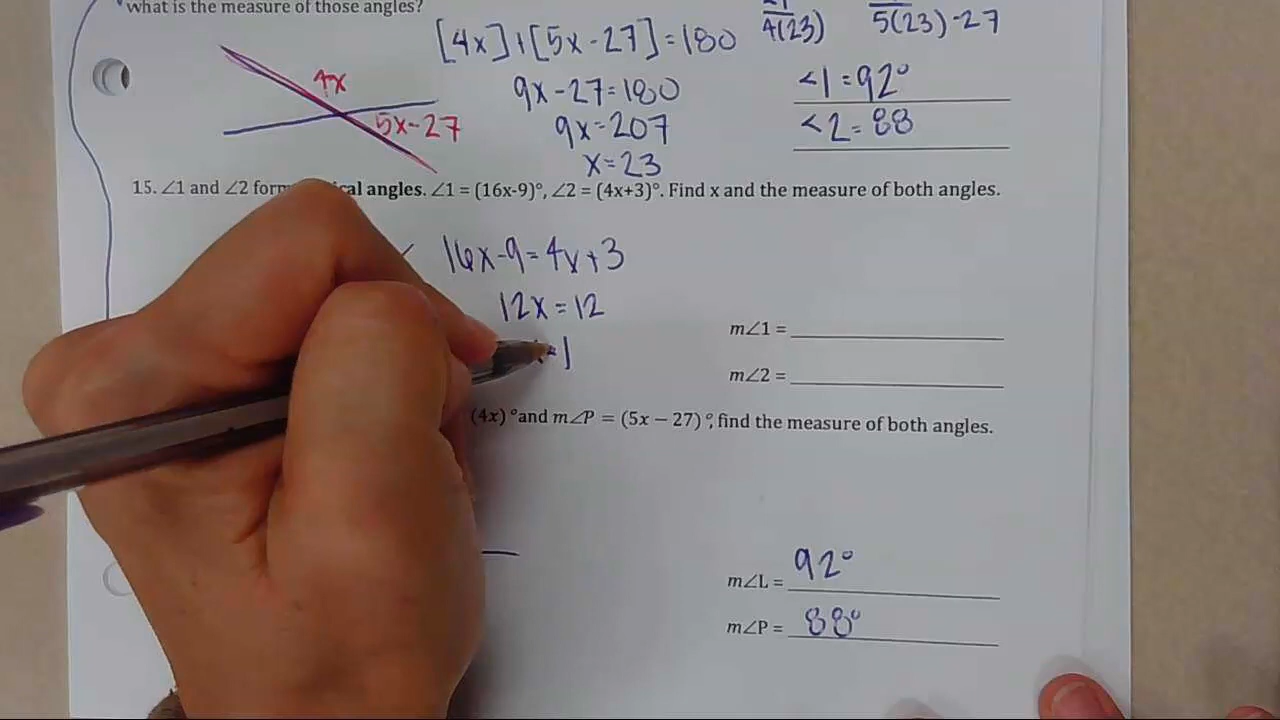 what is the measure of those angles?
[4x]+[5x-27]=180
4(23)
5(23)-27
9x-27=180
9x=207
x=23
<1=92°
<2=88
4x
5x-27
15. ∠1 and ∠2 form angles. ∠1 = (16x-9)°, ∠2 = (4x+3)°. Find x and the measure of both angles.
16x-9=4x+3
12x=12
=1
m∠1 =
m∠2 =
(4x) °and m∠P = (5x − 27) °, find the measure of both angles.
m∠L = 92°
m∠P = 88°